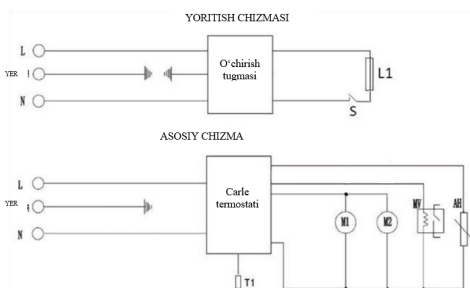 YORITISH CHIZMASI
L
YER
N
O‘chirish
tugmasi
L1
S
ASOSIY CHIZMA
L
YER
N
Carle
termostati
M1
M2
MV
AH
T1